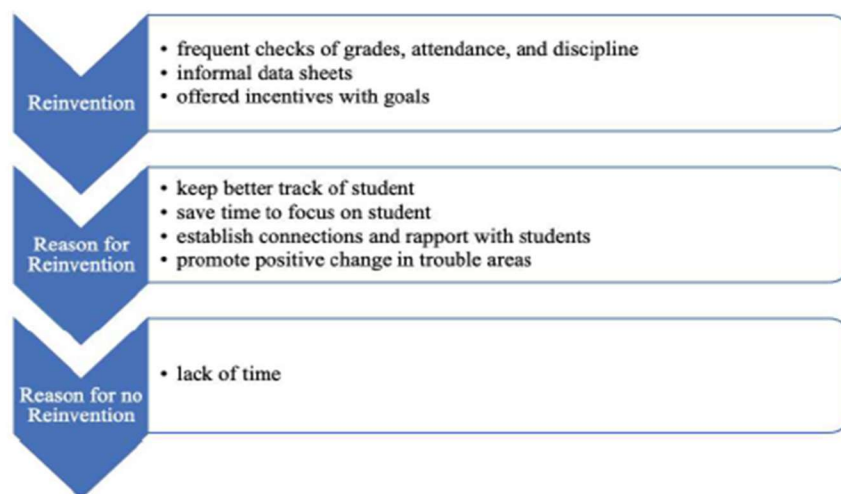 Reinvention
• frequent checks of grades, attendance, and discipline
• informal data sheets
• offered incentives with goals
Reason for
Reinvention
• keep better track of student
• save time to focus on student
• establish connections and rapport with students
• promote positive change in trouble areas
Reason for no
Reinvention
• lack of time